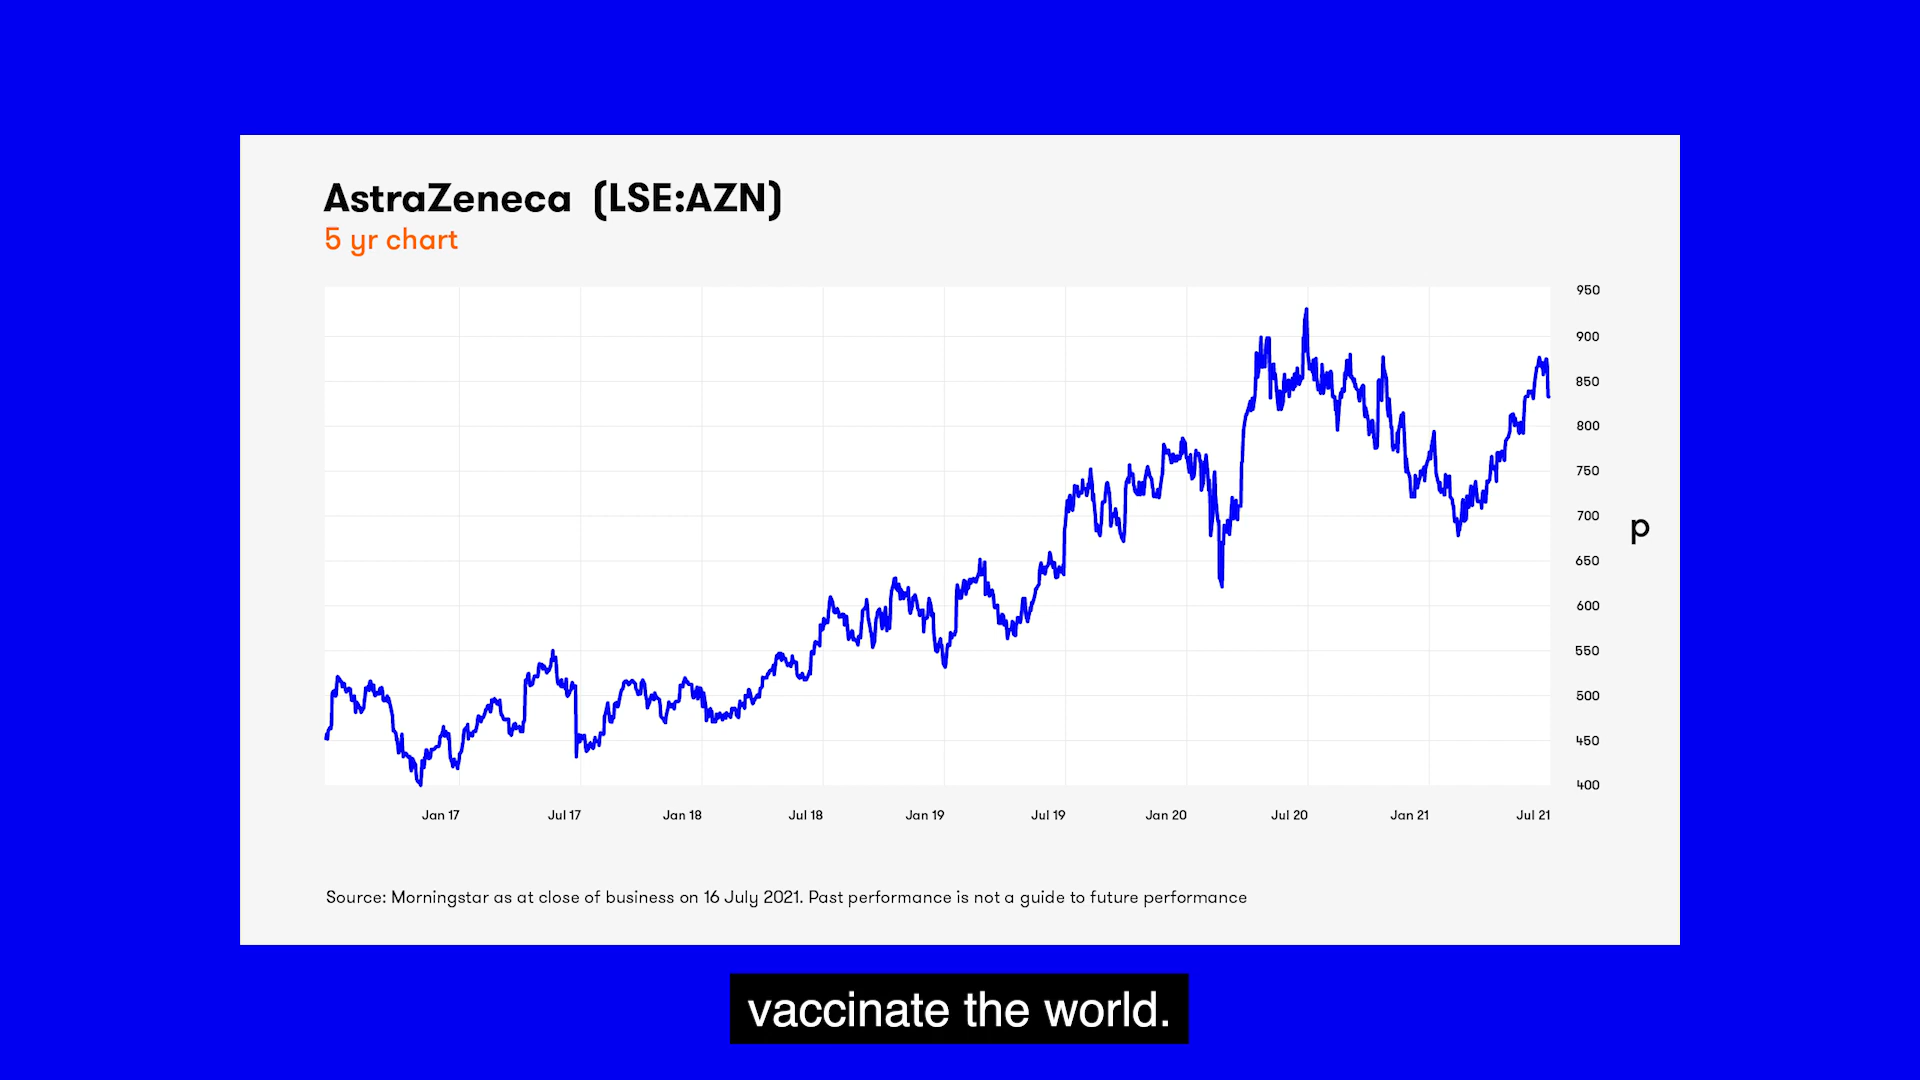 AstraZeneca (LSE:AZN)
5 yr chart
950
900
850
800
750
700
p
650
600
550
500
450
400
Jan 17 Jul 17 Jan 18 Jul 18 Jan 19 Jul 19 Jan 20 Jul 20 Jan 21 Jul 21
Source: Morningstar as at close of business on 16 July 2021. Past performance is not a guide to future performance
vaccinate the world.